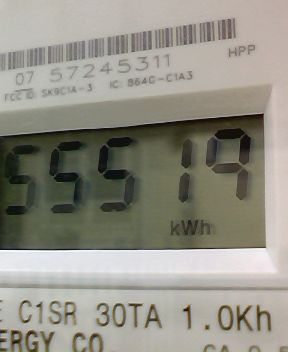 07 57245311
HPP
FCC ID: SK9C1A-3 IC: 864G-C1A3
55519
kWh
E C1SR 30TA 1.0Kh
ERGY CO